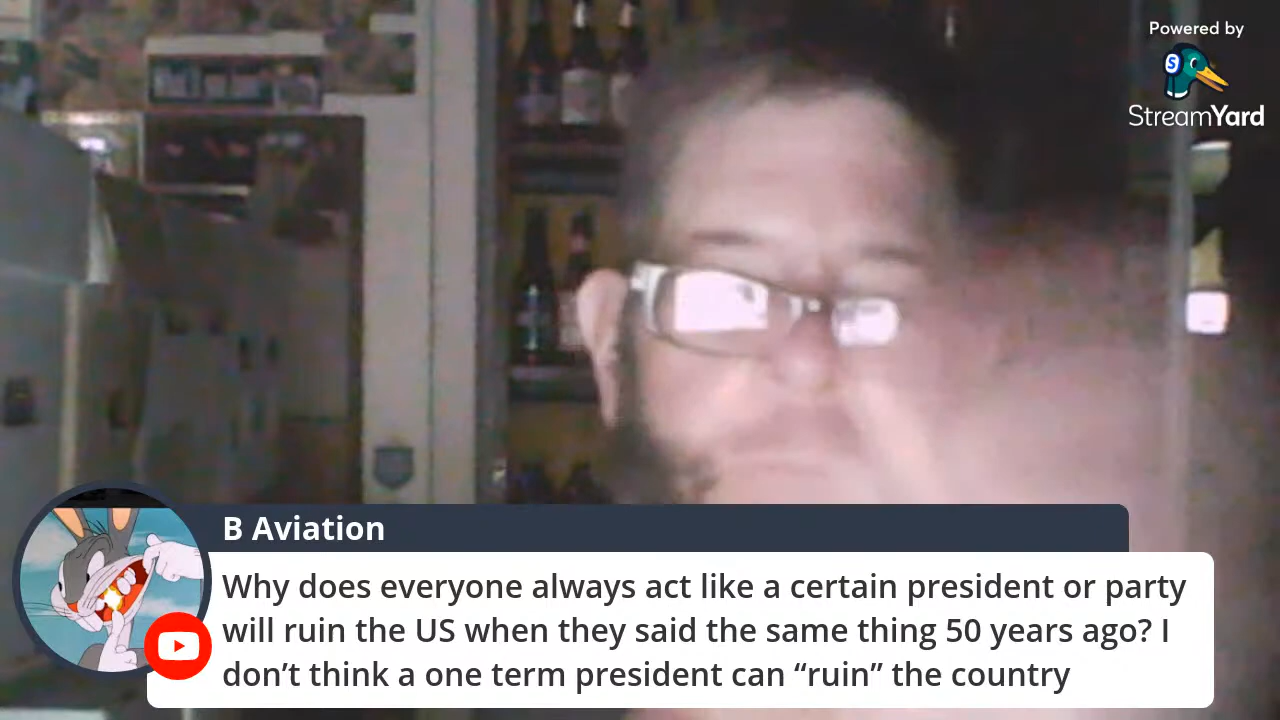 Powered by
S
StreamYard
B Aviation
Why does everyone always act like a certain president or party
will ruin the US when they said the same thing 50 years ago? I
don’t think a one term president can “ruin” the country